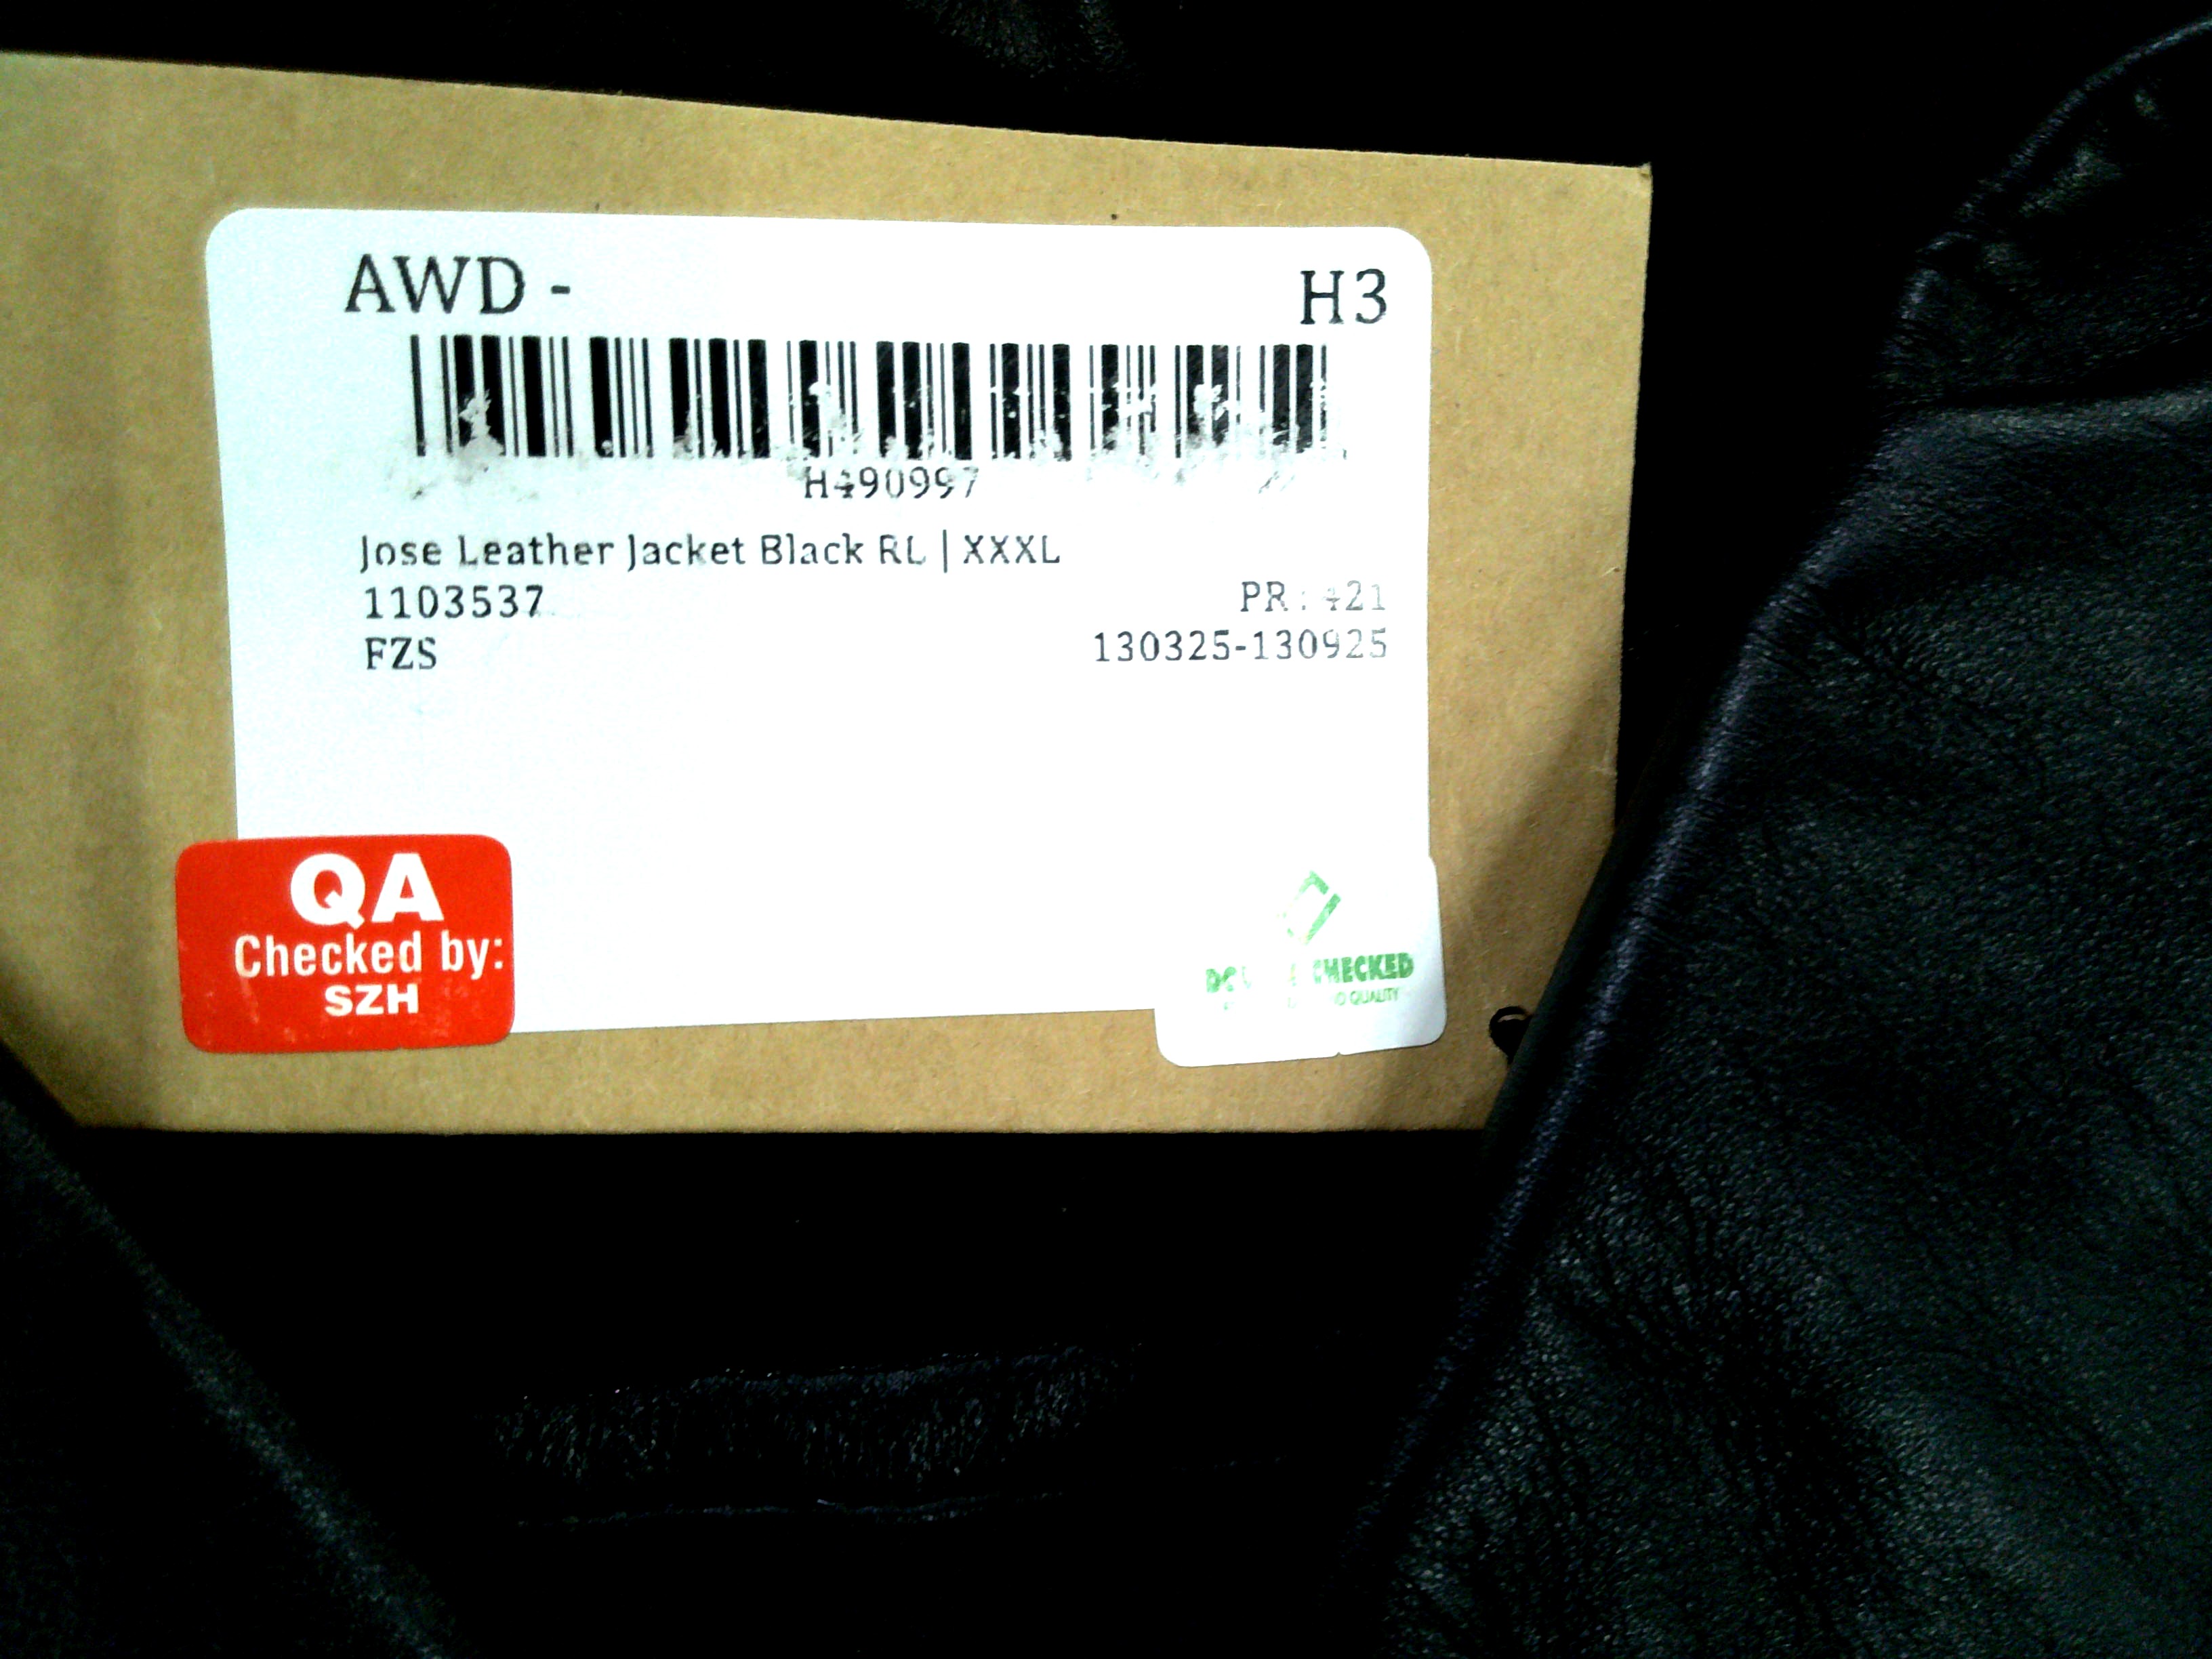 AWD - H3
H490997
Jose Leather Jacket Black RL | XXXL
1103537 PR : 421
FZS 130325-130925
QA
Checked by:
SZH
CHECKED
QUALITY